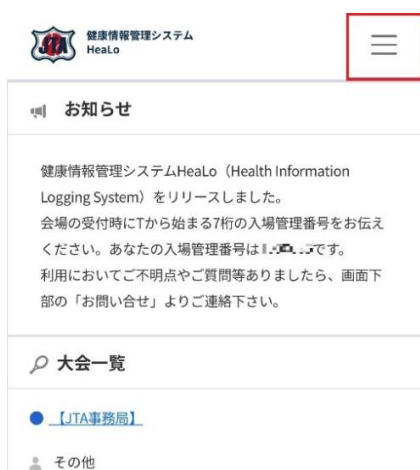 JTA
健康情報管理システム
HeaLo
お知らせ
健康情報管理システムHeaLo（Health Information
Logging System）をリリースしました。
会場の受付時にTから始まる7桁の入場管理番号をお伝え
ください。あなたの入場管理番号は です。
利用においてご不明点やご質問等ありましたら、画面下
部の「お問い合せ」よりご連絡下さい。
大会一覧
【JTA事務局】
その他